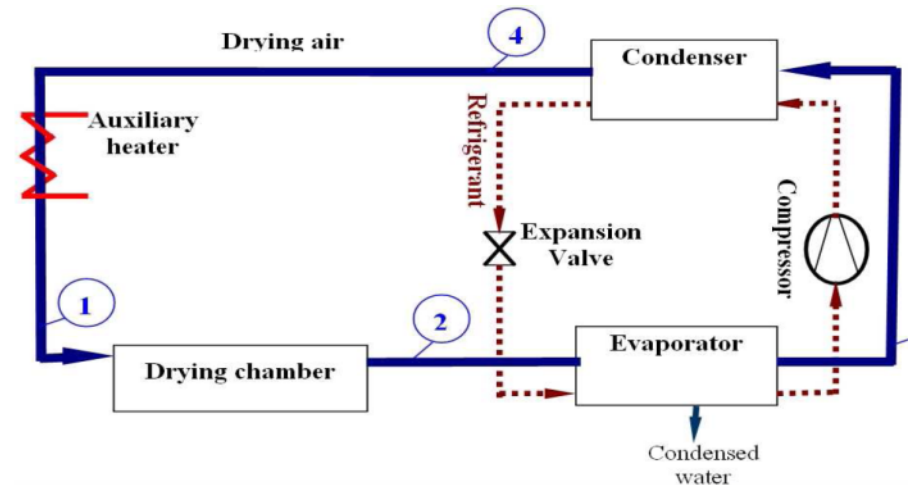 Drying air
4
Condenser
Auxiliary
heater
Refrigerant
Expansion
Valve
Compressor
1
2
Drying chamber
Evaporator
Condensed
water